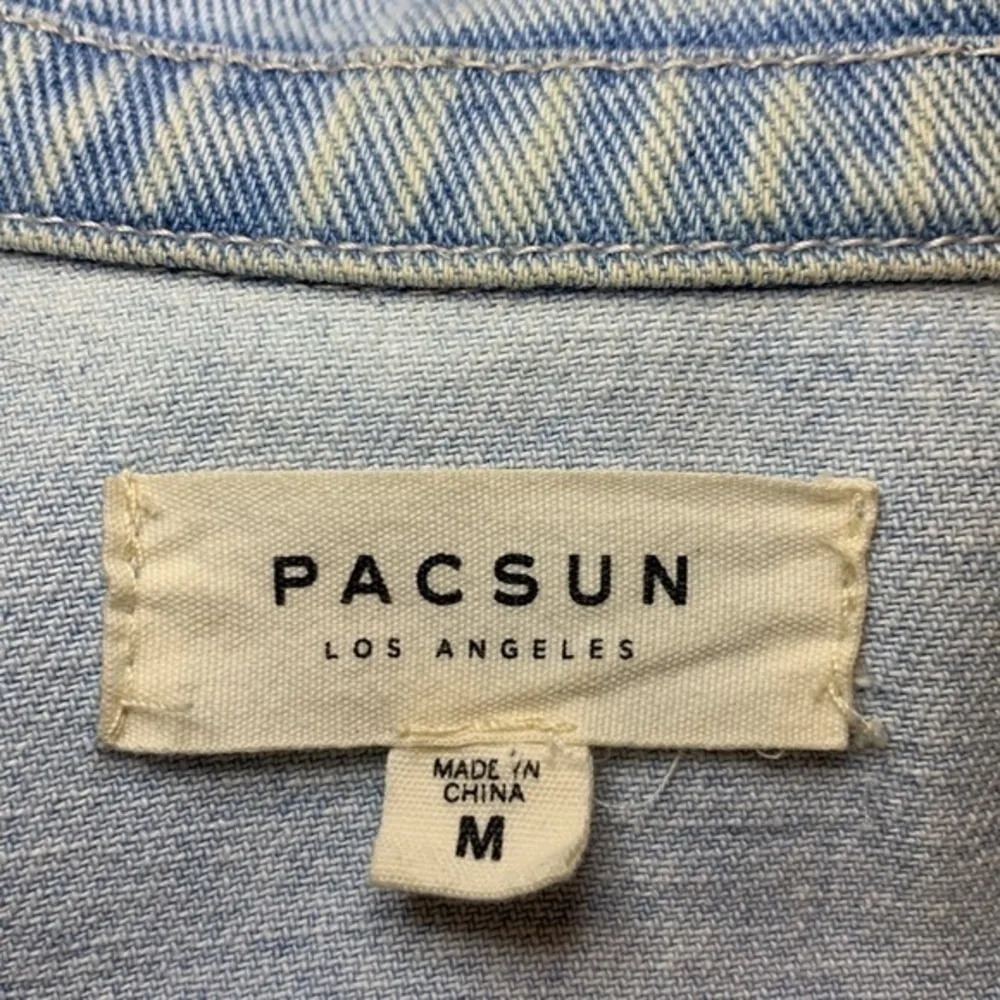 PACSUN
LOS ANGELES
MADE IN
CHINA
M